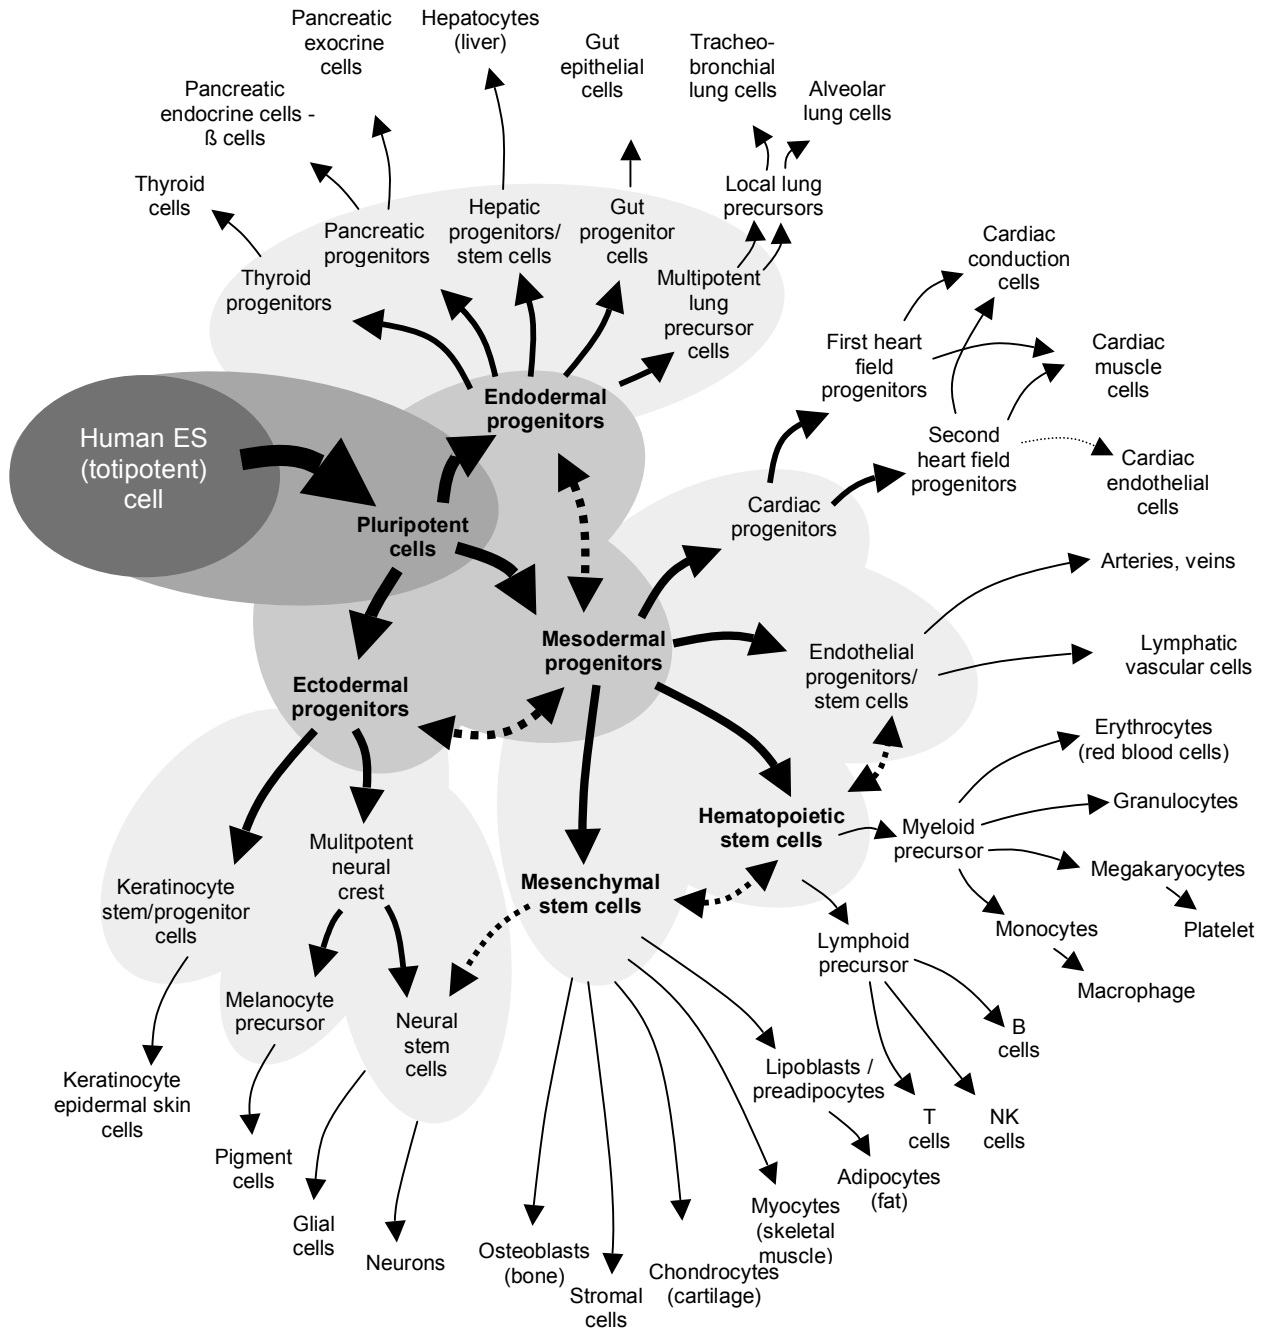 Pancreatic
exocrine
cells
Hepatocytes
(liver)
Gut
epithelial
cells
Tracheo-
bronchial
lung cells
Alveolar
lung cells
Pancreatic
endocrine cells -
ß cells
Thyroid
cells
Local lung
precursors
Pancreatic
progenitors
Hepatic
progenitors/
stem cells
Gut
progenitor
cells
Thyroid
progenitors
Multipotent
lung
precursor
cells
Cardiac
conduction
cells
First heart
field
progenitors
Cardiac
muscle
cells
Endodermal
progenitors
Human ES
(totipotent)
cell
Second
heart field
progenitors
Cardiac
endothelial
cells
Cardiac
progenitors
Pluripotent
cells
Arteries, veins
Mesodermal
progenitors
Endothelial
progenitors/
stem cells
Lymphatic
vascular cells
Ectodermal
progenitors
Erythrocytes
(red blood cells)
Granulocytes
Hematopoietic
stem cells
Myeloid
precursor
Megakaryocytes
Platelet
Mulitpotent
neural
crest
Keratinocyte
stem/progenitor
cells
Mesenchymal
stem cells
Monocytes
Macrophage
Lymphoid
precursor
B
cells
T
cells
NK
cells
Melanocyte
precursor
Neural
stem
cells
Lipoblasts /
preadipocytes
Adipocytes
(fat)
Keratinocyte
epidermal skin
cells
Pigment
cells
Glial
cells
Neurons
Osteoblasts
(bone)
Stromal
cells
Chondrocytes
(cartilage)
Myocytes
(skeletal
muscle)